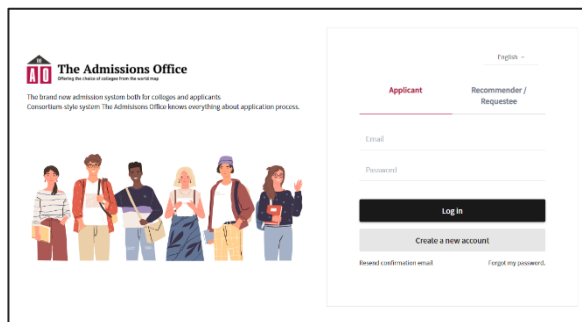 The Admissions Office
Offering the choice of colleges from the world map
The brand new admission system both for colleges and applicants
Consortium-style system The Admisisons Office knows everything about application process.
English
Applicant
Recommender /
Requestee
Email
Password
Log in
Create a new account
Resend confirmation email
Forgot my password.